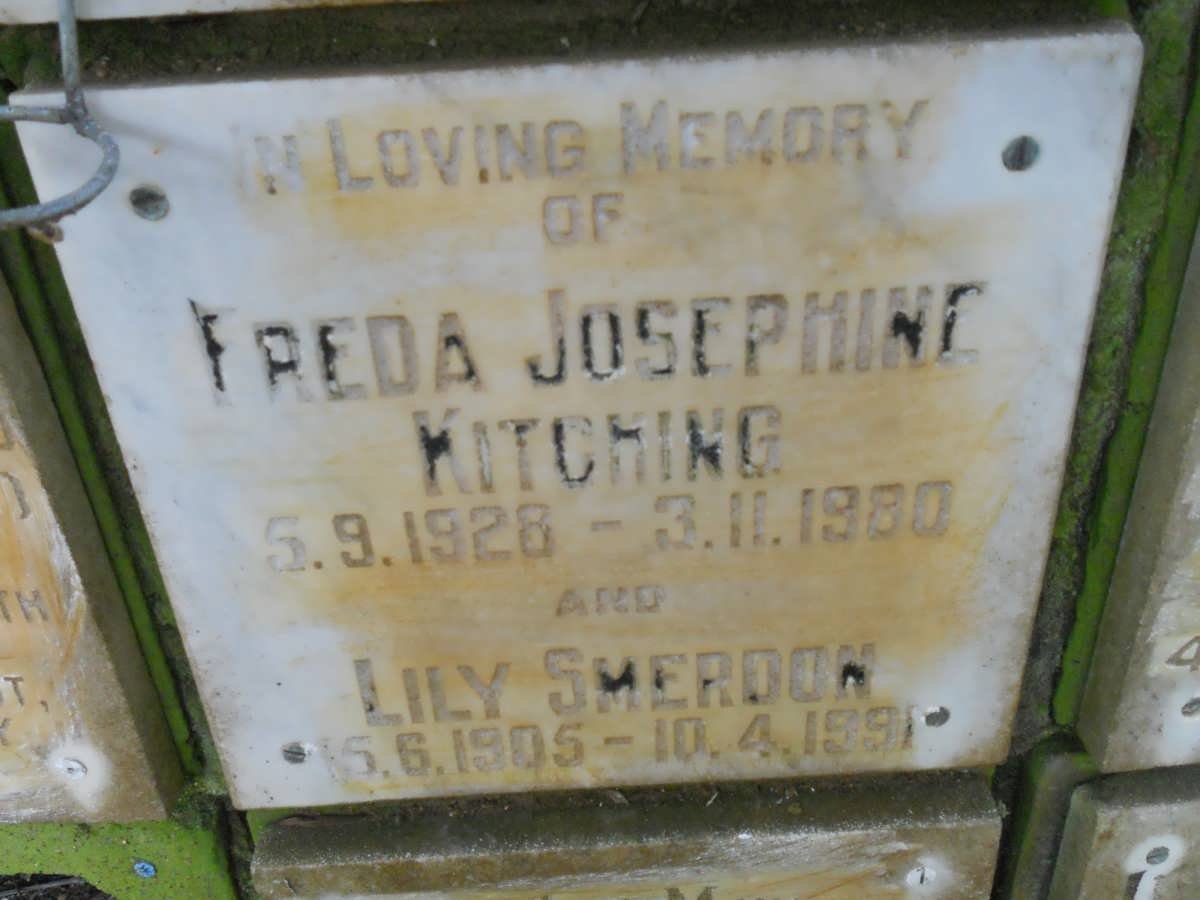 IN LOVING MEMORY
OF
FREDA JOSEPHINE
KITCHING
5.9.1928 - 3.11.1980
AND
LILY SMERDON
15.6.1905 - 10.4.1991